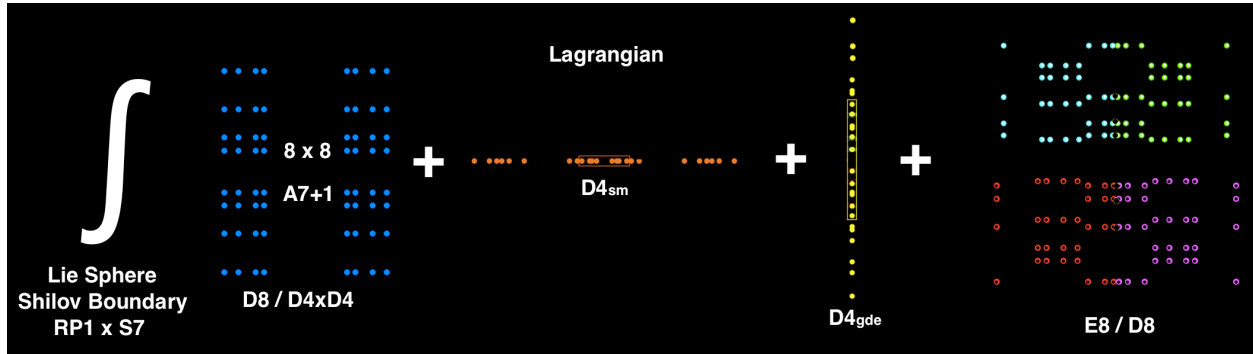 Lagrangian
∫
Lie Sphere
Shilov Boundary
RP1 x S7
8 x 8
A7+1
D8 / D4xD4
+
D4sm
+
D4gde
+
E8 / D8